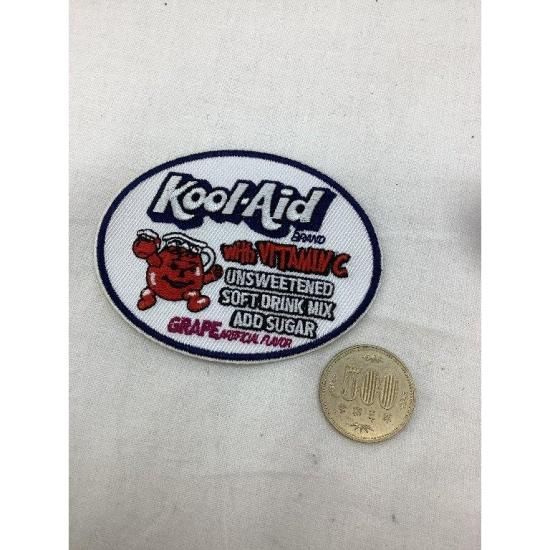 Kool-Aid
BRAND
with VITAMIN C
UNSWEETENED
SOFT DRINK MIX
ADD SUGAR
GRAPE ARTIFICIAL FLAVOR
500